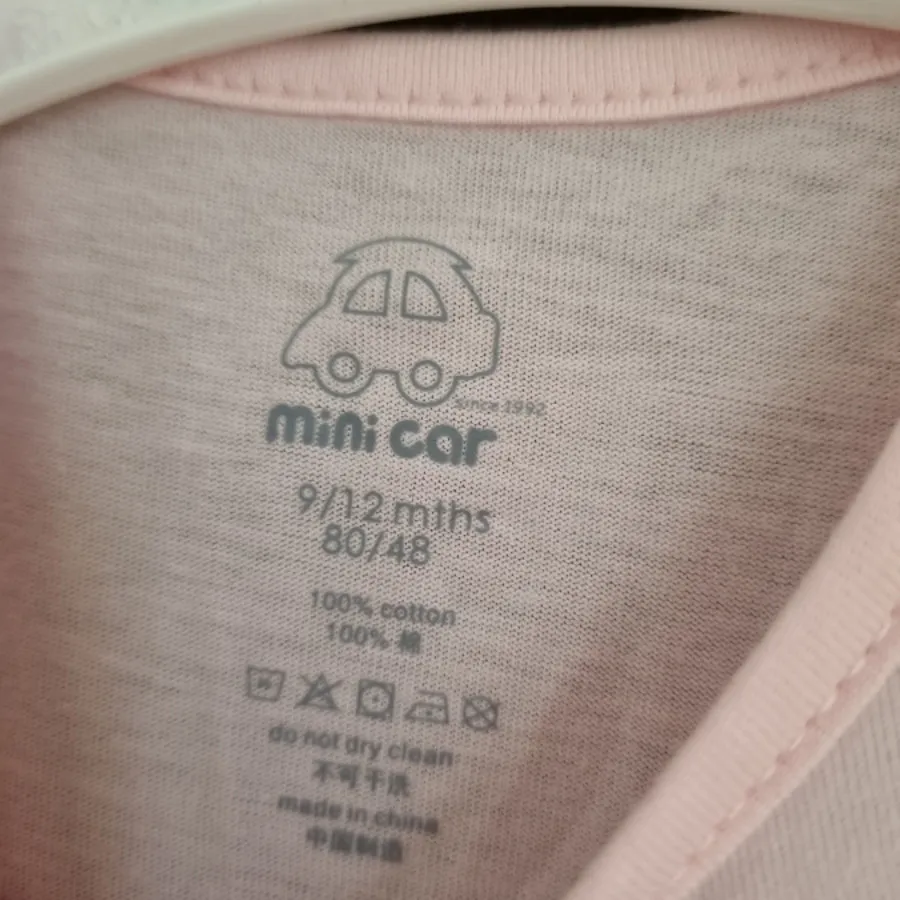 since 1992
mini car
9/12 mths
80/48
100% cotton
100% 棉
do not dry clean
不可干洗
made in china
中国制造